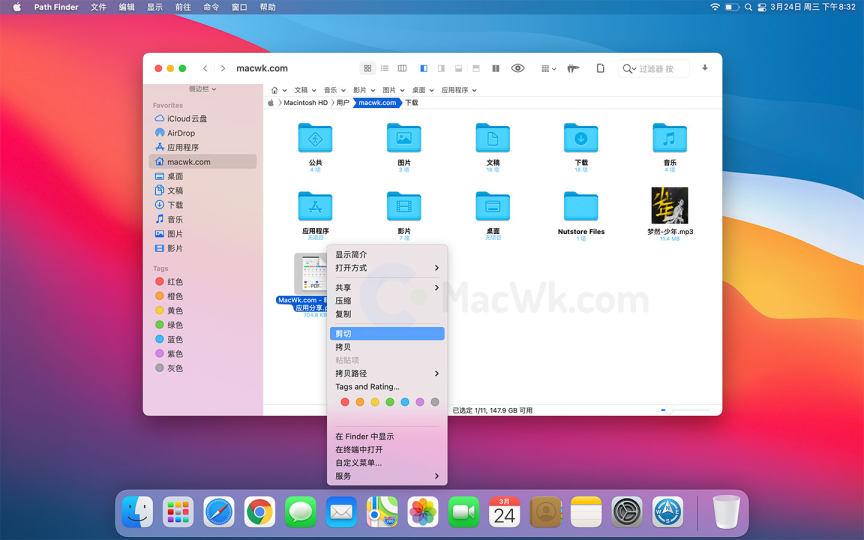 Path Finder 文件 编辑 显示 前往 命令 窗口 帮助 3月24日 周三 下午8:32
macwk.com
过滤器 按
侧边栏
文稿 音乐 影片 图片 桌面 应用程序
Macintosh HD 用户 macwk.com 下载
Favorites
iCloud云盘
AirDrop
应用程序
macwk.com
桌面
文稿
下载
音乐
图片
影片
Tags
红色
橙色
黄色
绿色
蓝色
紫色
灰色
公共 图片 文稿 下载 音乐
4 项 3 项 18 项 18 项 4 项
应用程序 影片 桌面 Nutstore Files 梦然-少年.mp3
无项目 7 项 无项目 1 项 11.4 MB
少年
PDF
MacWk.com -
应用分享.
704.8 KB
MacWk.com
显示简介
打开方式
共享
压缩
复制
剪切
拷贝
粘贴项
拷贝路径
Tags and Rating...
在 Finder 中显示
在终端中打开
自定义菜单...
服务
已选定 1/11, 147.9 GB 可用
3月
24